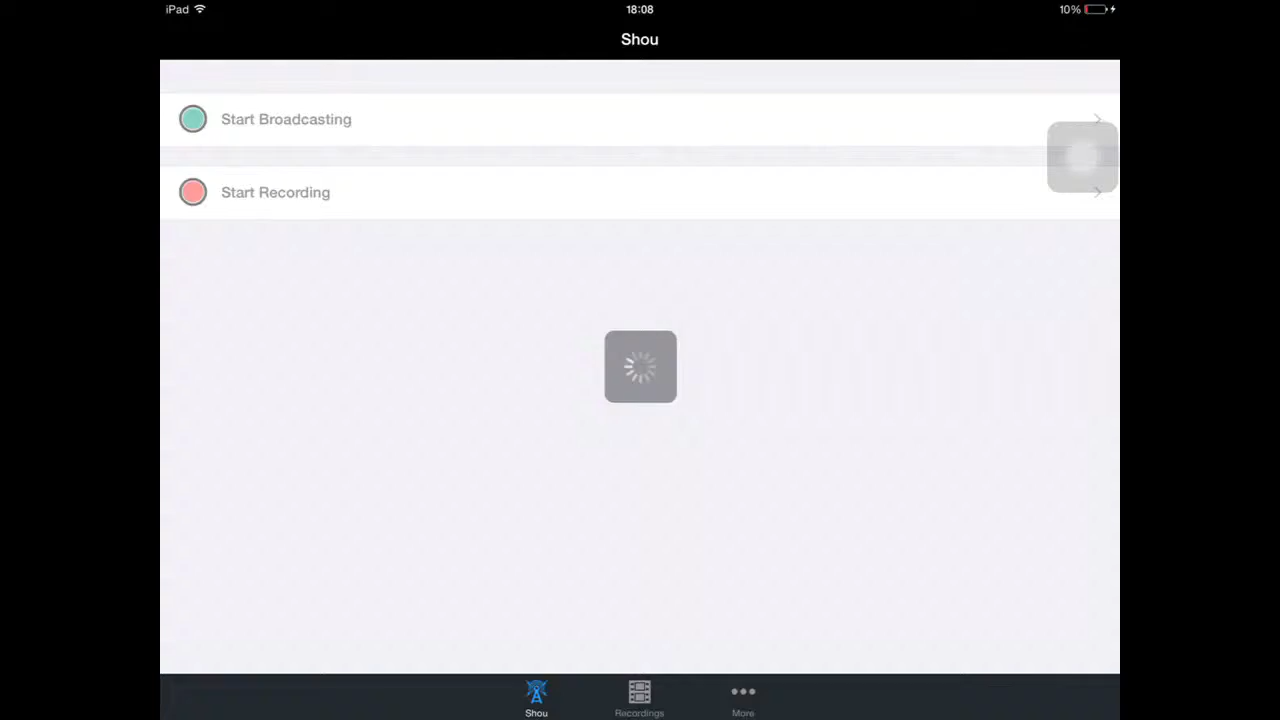 iPad 18:08 10%
Shou
Start Broadcasting
Start Recording
Shou Recordings More